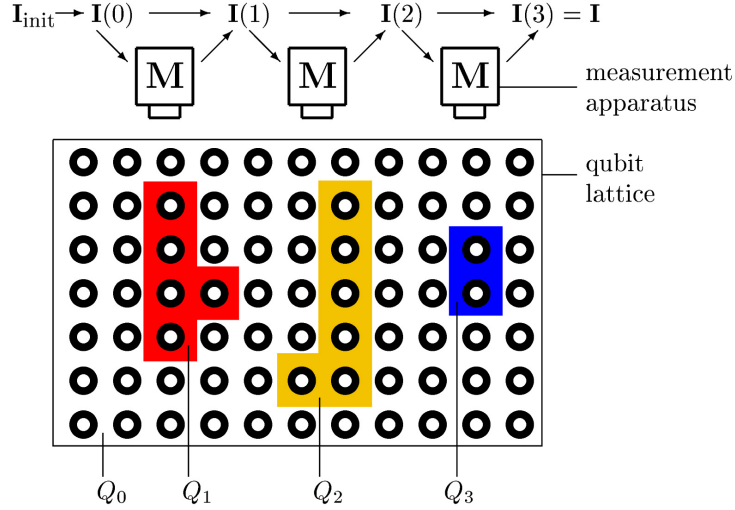 I_init → I(0) → I(1) → I(2) → I(3) = I
M M M
measurement
apparatus
qubit
lattice
Q_0 Q_1 Q_2 Q_3